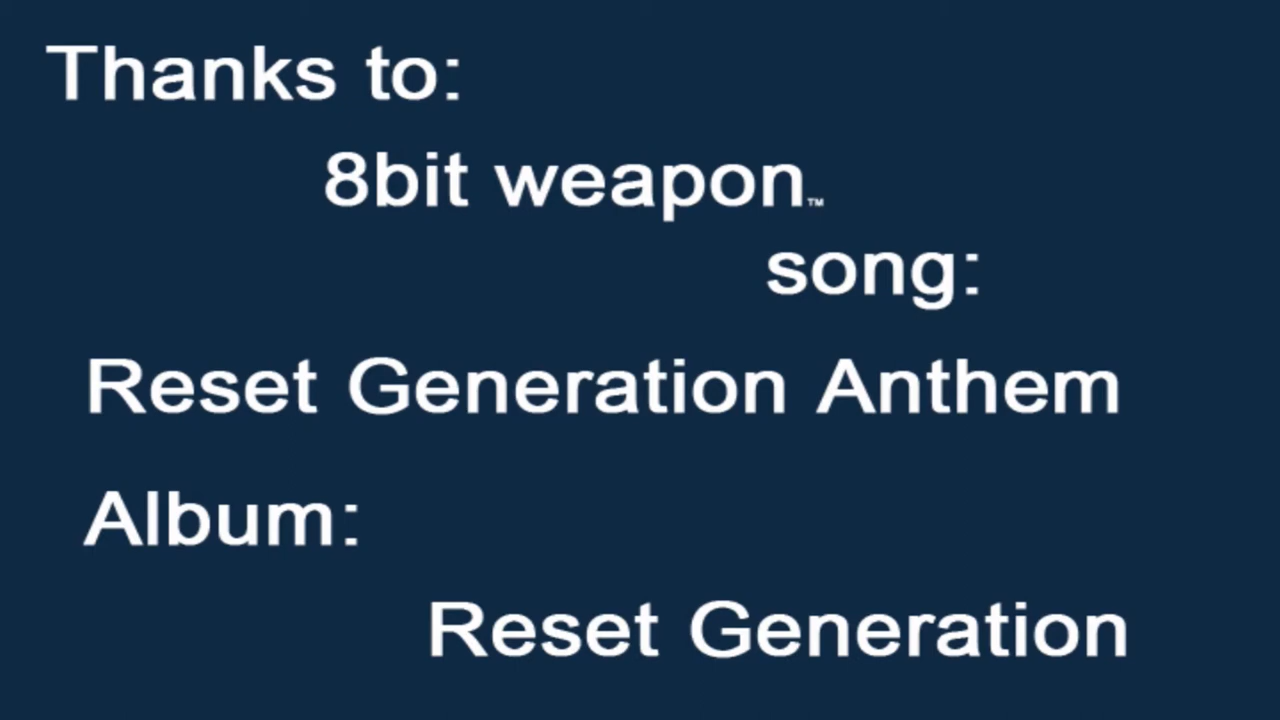 Thanks to:
8bit weapon™
song:
Reset Generation Anthem
Album:
Reset Generation